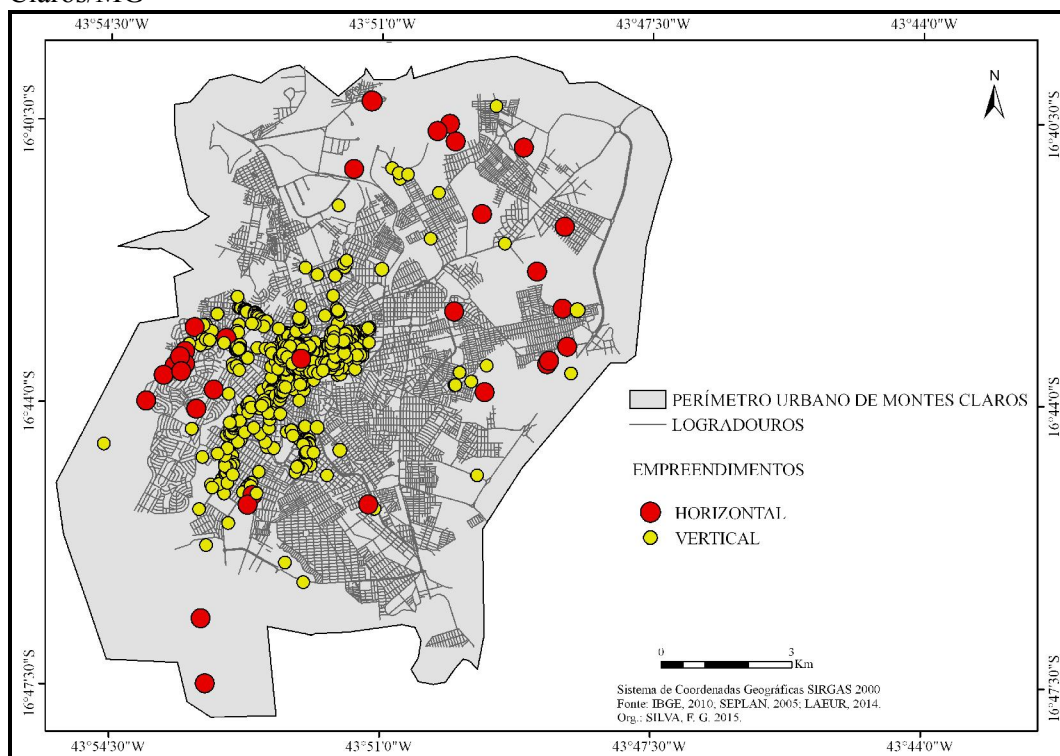 Claros/MG
43°54'30"W 43°51'0"W 43°47'30"W 43°44'0"W
16°40'30"S 16°40'30"S
N
16°44'0"S 16°44'0"S
PERÍMETRO URBANO DE MONTES CLAROS
LOGRADOUROS
EMPREENDIMENTOS
HORIZONTAL
VERTICAL
0 3
Km
16°47'30"S 16°47'30"S
Sistema de Coordenadas Geográficas SIRGAS 2000
Fonte: IBGE, 2010; SEPLAN, 2005; LAEUR, 2014.
Org.: SILVA, F. G. 2015.
43°54'30"W 43°51'0"W 43°47'30"W 43°44'0"W